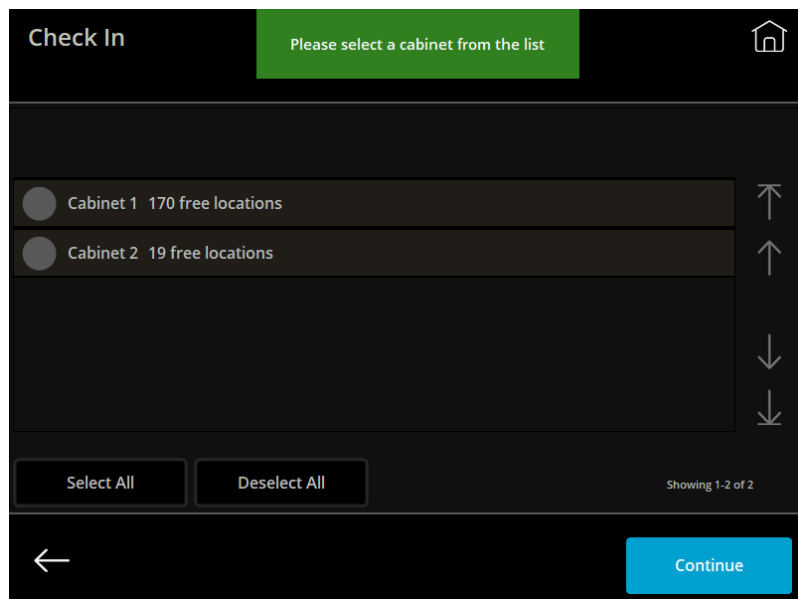 Check In
Please select a cabinet from the list
Cabinet 1 170 free locations
Cabinet 2 19 free locations
Select All
Deselect All
Showing 1-2 of 2
Continue